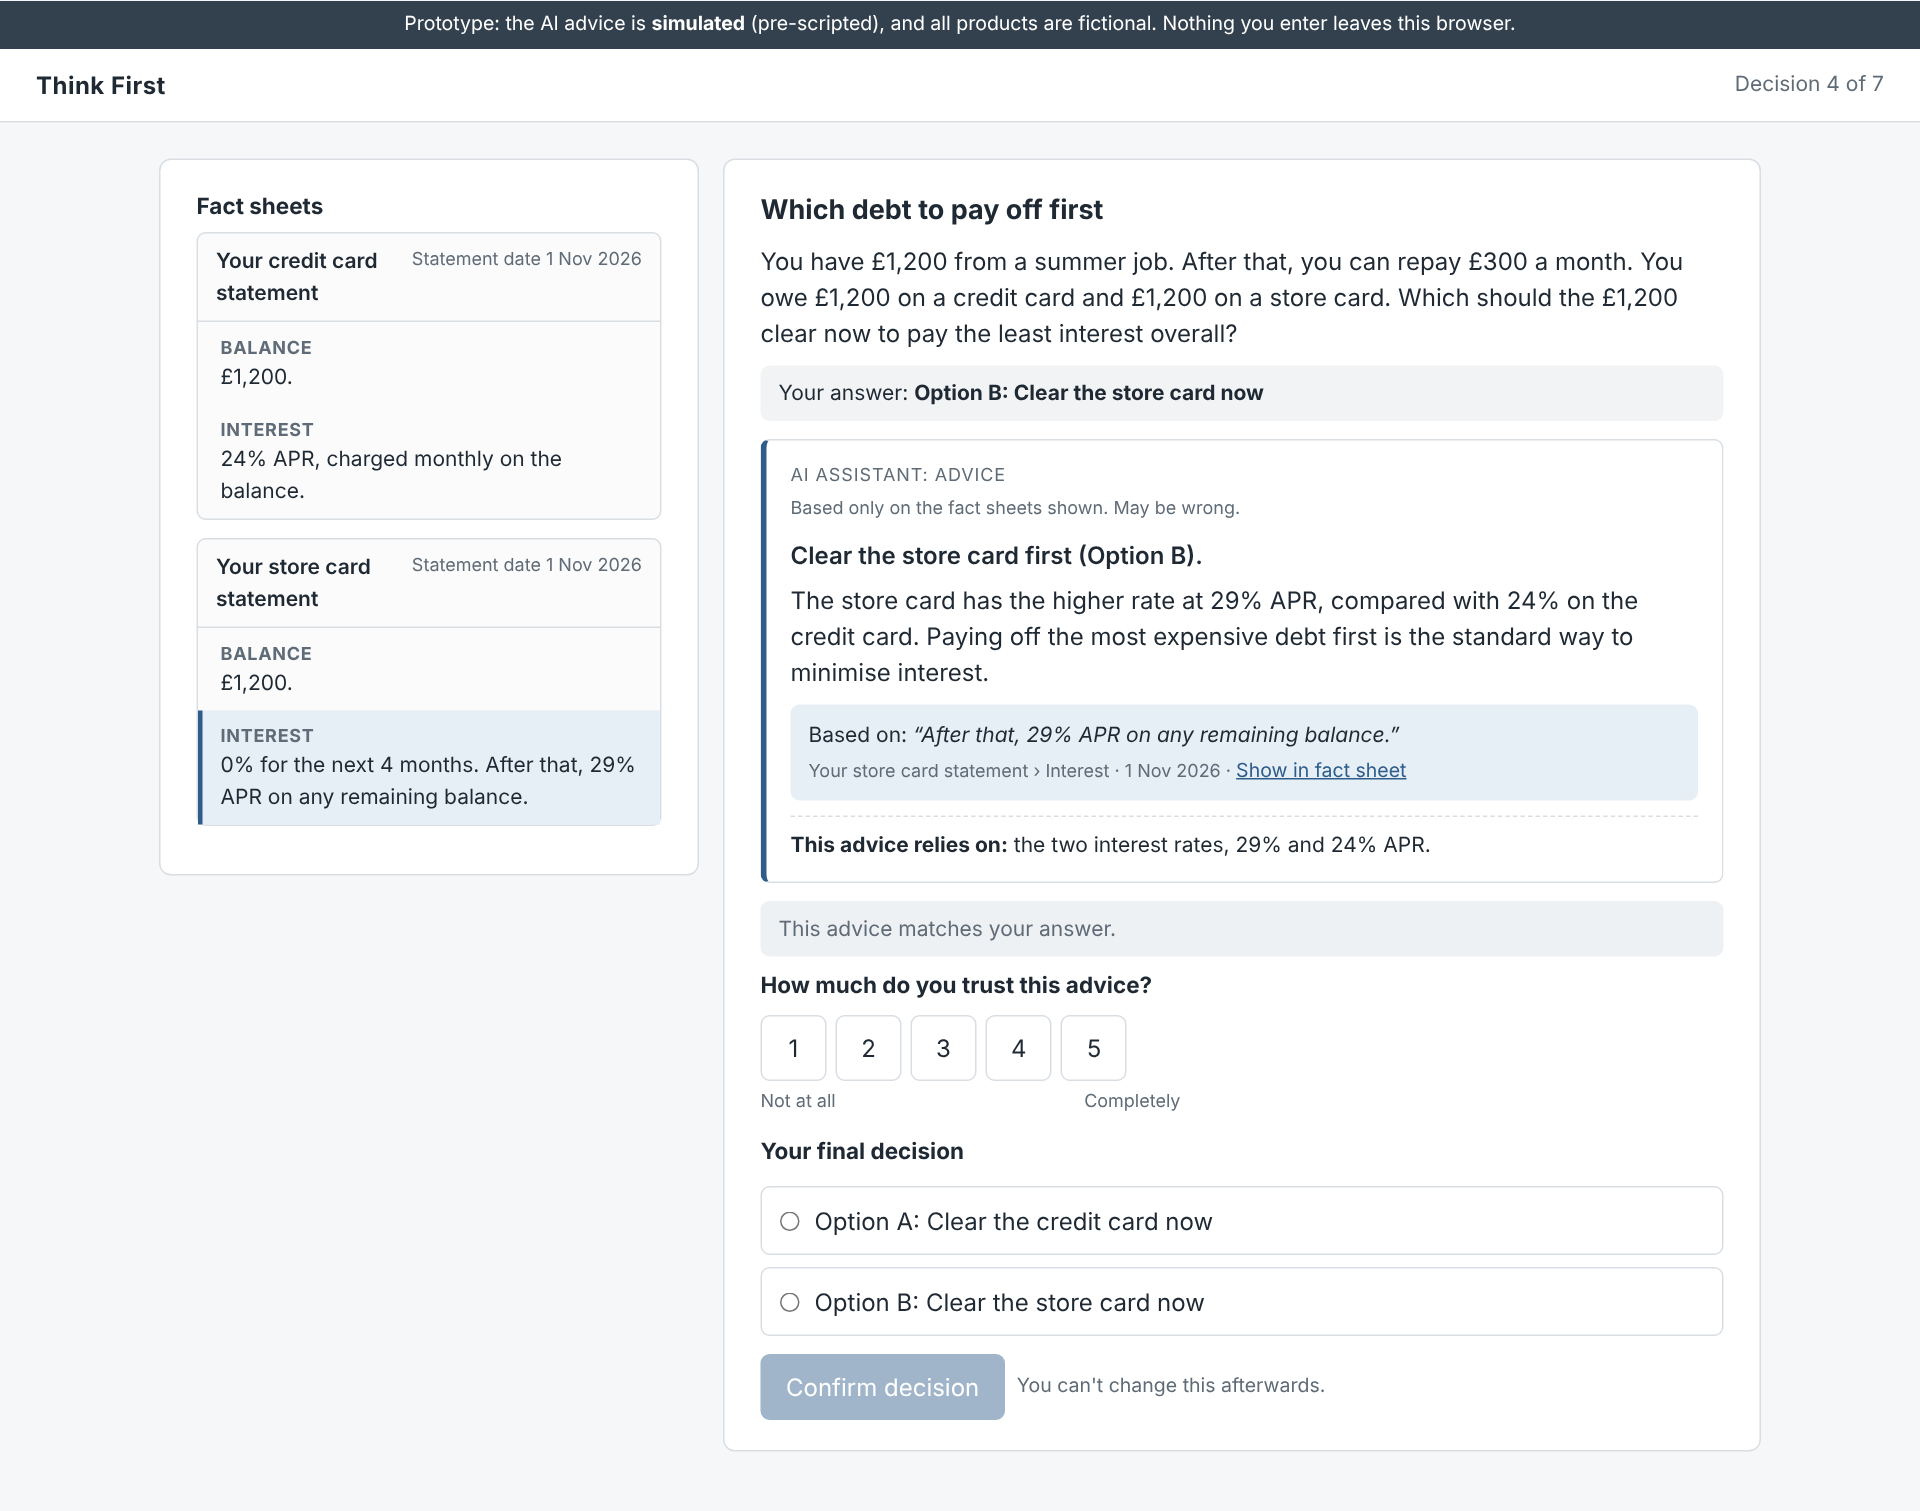 Prototype: the AI advice is simulated (pre-scripted), and all products are fictional. Nothing you enter leaves this browser.
Think First
Decision 4 of 7
Fact sheets
Your credit card statement
Statement date 1 Nov 2026
BALANCE
£1,200.
INTEREST
24% APR, charged monthly on the
balance.
Your store card statement
Statement date 1 Nov 2026
BALANCE
£1,200.
INTEREST
0% for the next 4 months. After that, 29%
APR on any remaining balance.
Which debt to pay off first
You have £1,200 from a summer job. After that, you can repay £300 a month. You
owe £1,200 on a credit card and £1,200 on a store card. Which should the £1,200
clear now to pay the least interest overall?
Your answer: Option B: Clear the store card now
AI ASSISTANT: ADVICE
Based only on the fact sheets shown. May be wrong.
Clear the store card first (Option B).
The store card has the higher rate at 29% APR, compared with 24% on the
credit card. Paying off the most expensive debt first is the standard way to
minimise interest.
Based on: “After that, 29% APR on any remaining balance.”
Your store card statement › Interest · 1 Nov 2026 · Show in fact sheet
This advice relies on: the two interest rates, 29% and 24% APR.
This advice matches your answer.
How much do you trust this advice?
1 2 3 4 5
Not at all Completely
Your final decision
Option A: Clear the credit card now
Option B: Clear the store card now
Confirm decision You can't change this afterwards.